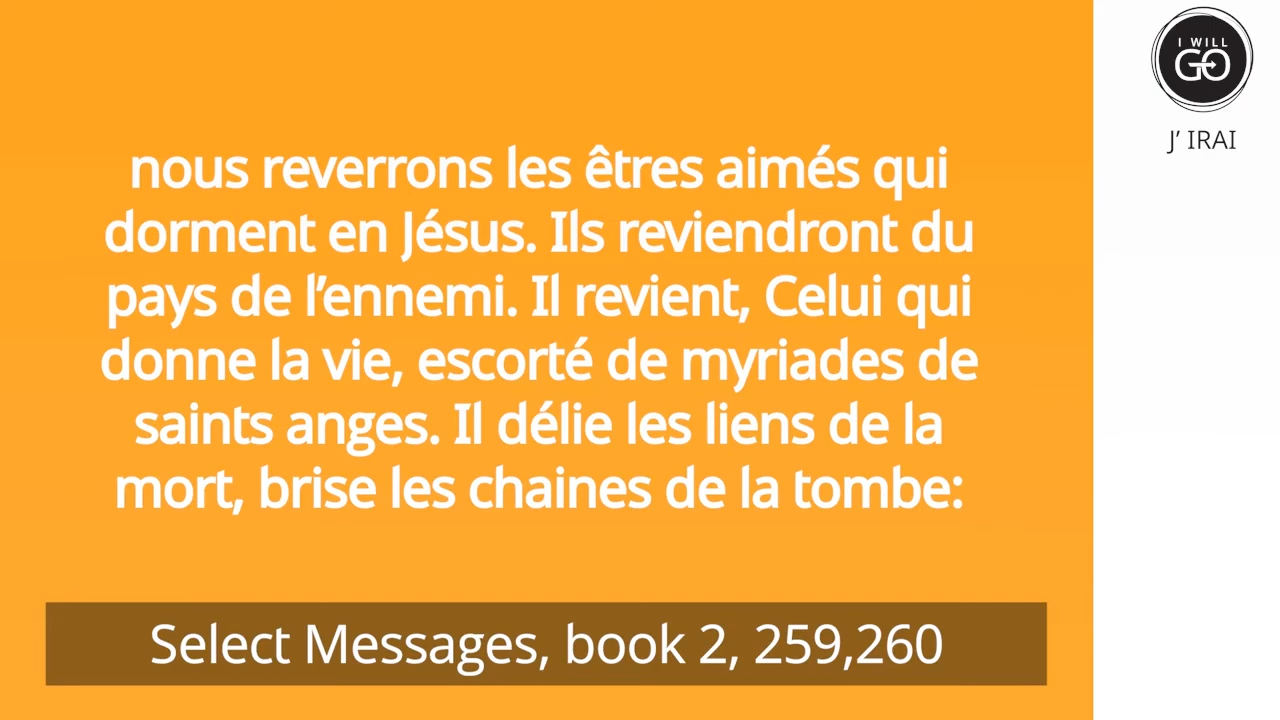 nous reverrons les êtres aimés qui
dorment en Jésus. Ils reviendront du
pays de l’ennemi. Il revient, Celui qui
donne la vie, escorté de myriades de
saints anges. Il délie les liens de la
mort, brise les chaines de la tombe:
Select Messages, book 2, 259,260
I WILL
GO
J’ IRAI